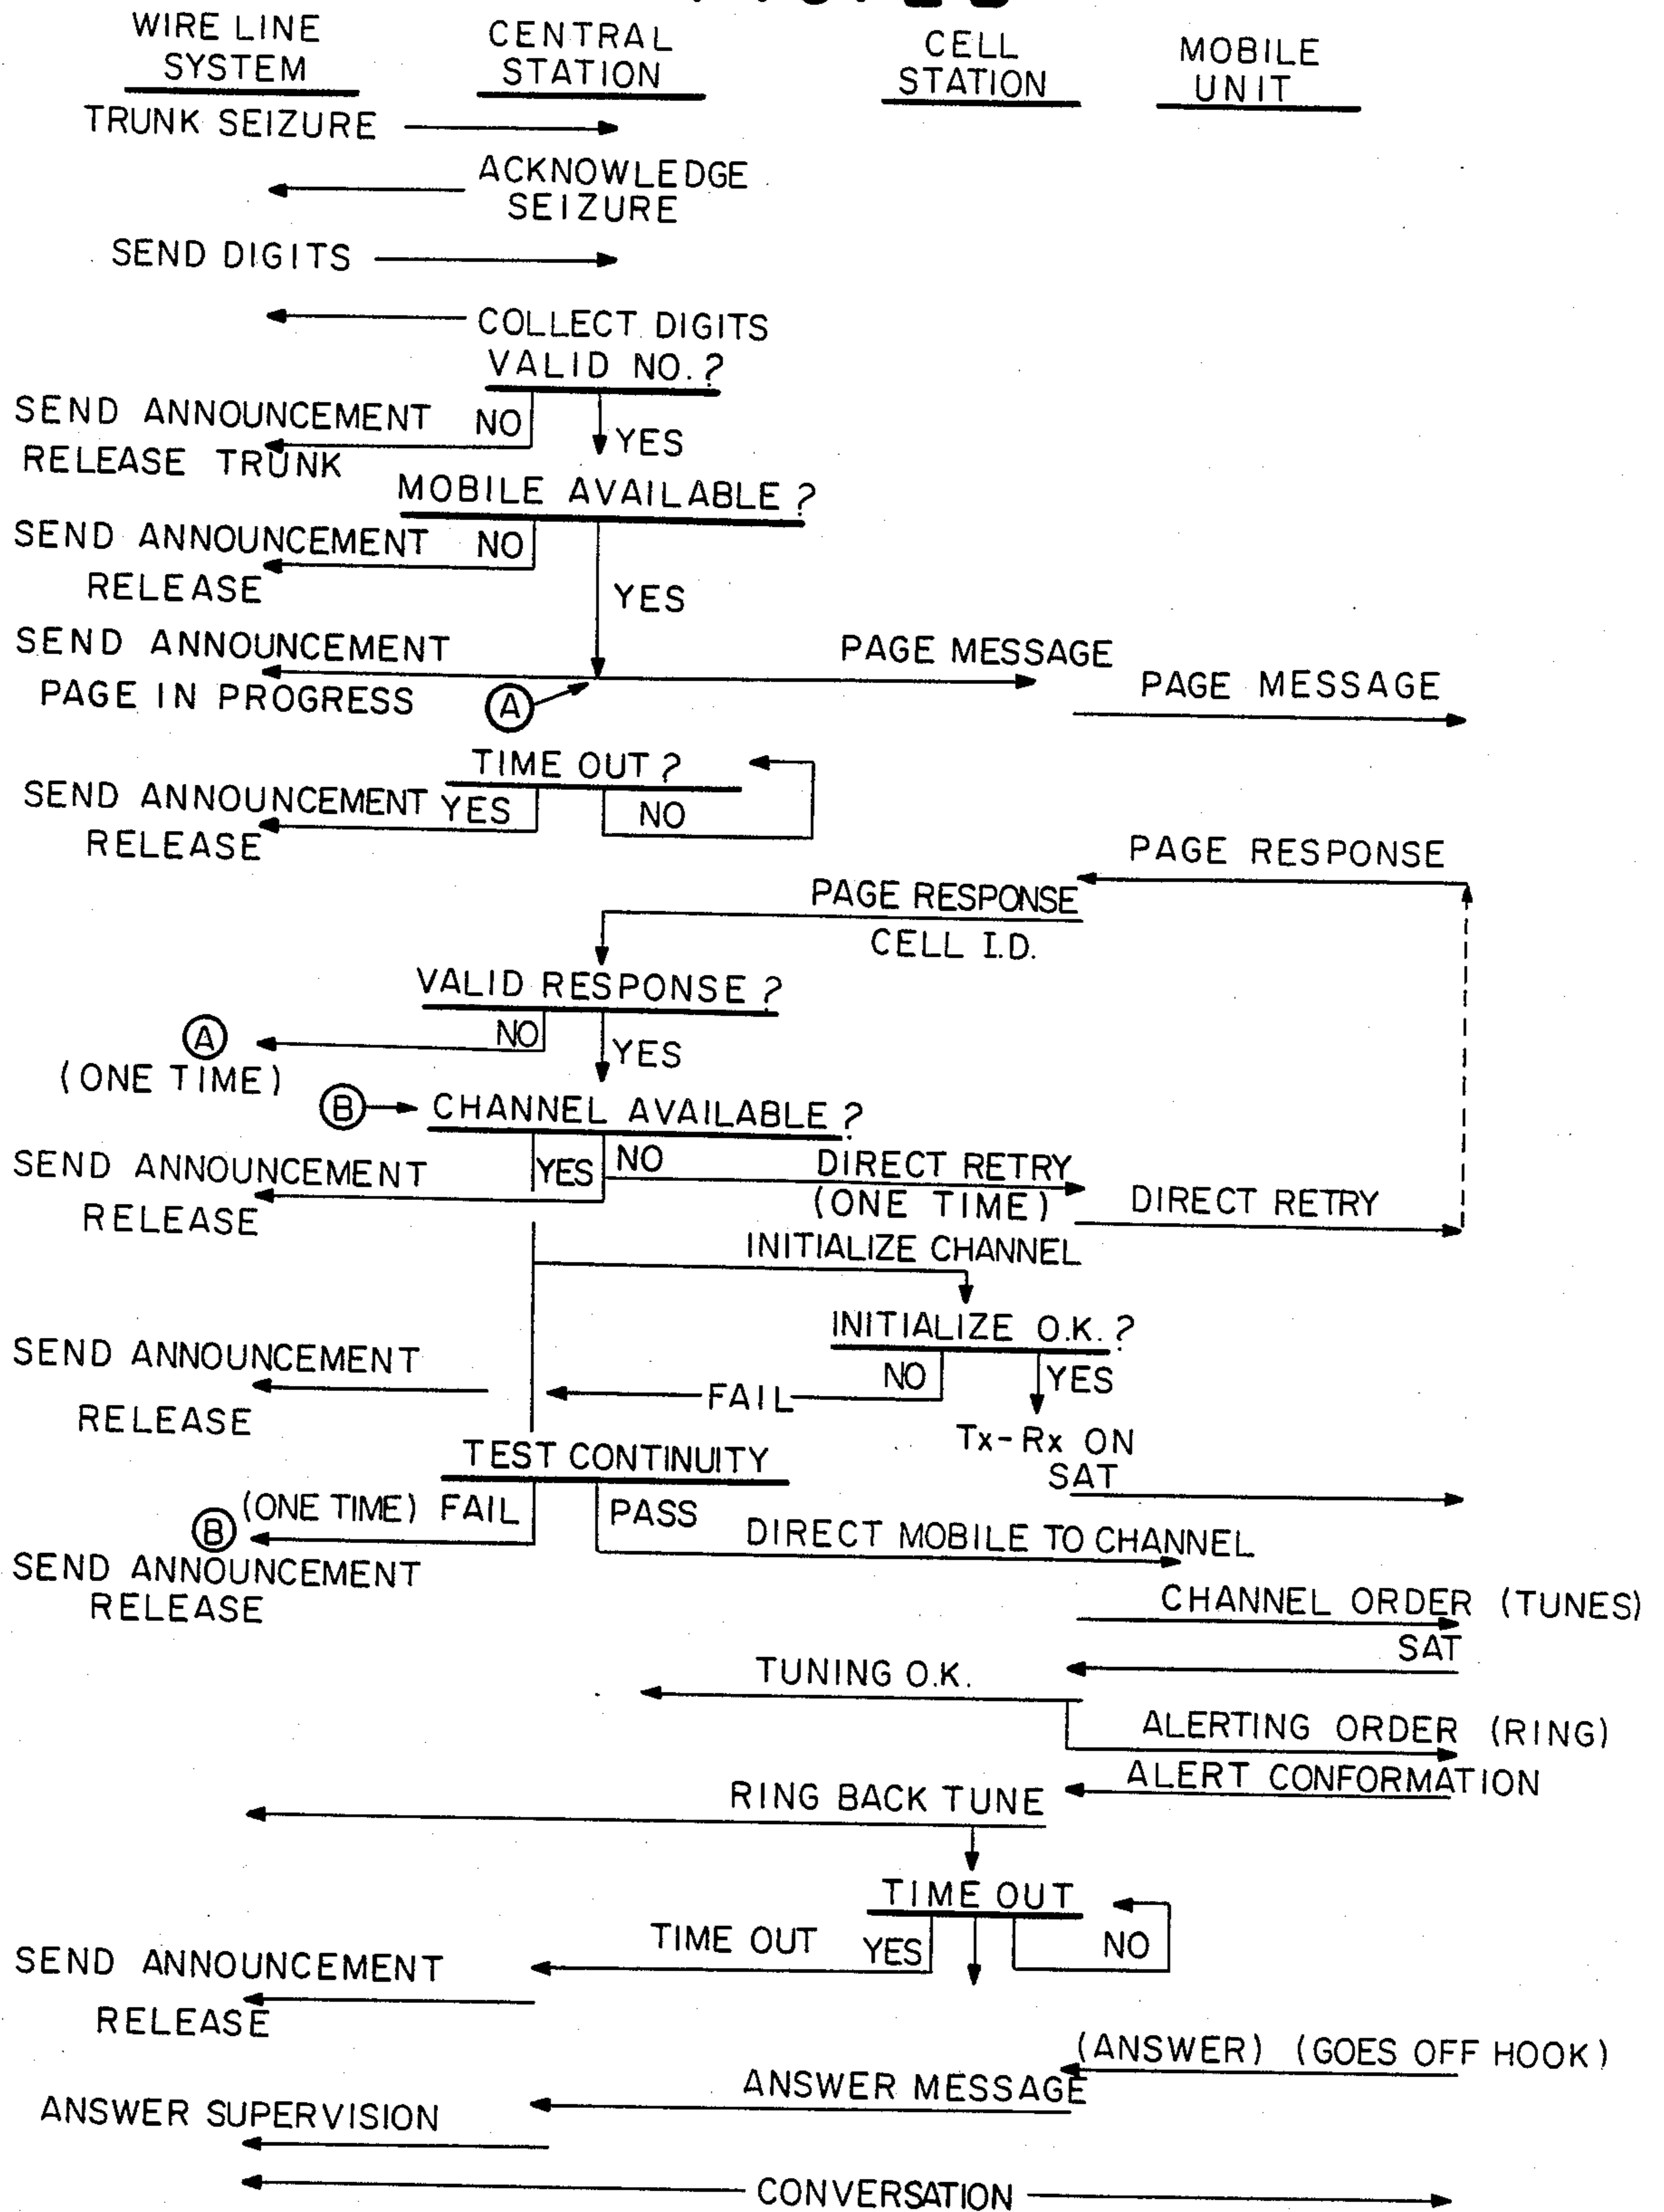 WIRE LINE
SYSTEM
CENTRAL
STATION
CELL
STATION
MOBILE
UNIT
TRUNK SEIZURE
ACKNOWLEDGE
SEIZURE
SEND DIGITS
COLLECT DIGITS
VALID NO.?
SEND ANNOUNCEMENT
NO
YES
RELEASE TRUNK
MOBILE AVAILABLE?
SEND ANNOUNCEMENT
NO
RELEASE
YES
SEND ANNOUNCEMENT
PAGE MESSAGE
PAGE IN PROGRESS
A
PAGE MESSAGE
TIME OUT?
SEND ANNOUNCEMENT
YES
NO
RELEASE
PAGE RESPONSE
PAGE RESPONSE
CELL I.D.
VALID RESPONSE?
A
NO
YES
(ONE TIME)
B
CHANNEL AVAILABLE?
SEND ANNOUNCEMENT
YES
NO
DIRECT RETRY
(ONE TIME)
DIRECT RETRY
RELEASE
INITIALIZE CHANNEL
INITIALIZE O.K.?
SEND ANNOUNCEMENT
NO
YES
FAIL
RELEASE
Tx-Rx ON
SAT
TEST CONTINUITY
B
(ONE TIME) FAIL
PASS
DIRECT MOBILE TO CHANNEL
SEND ANNOUNCEMENT
RELEASE
CHANNEL ORDER (TUNES)
SAT
TUNING O.K.
ALERTING ORDER (RING)
ALERT CONFORMATION
RING BACK TUNE
TIME OUT
TIME OUT
YES
NO
SEND ANNOUNCEMENT
RELEASE
(ANSWER) (GOES OFF HOOK)
ANSWER MESSAGE
ANSWER SUPERVISION
CONVERSATION